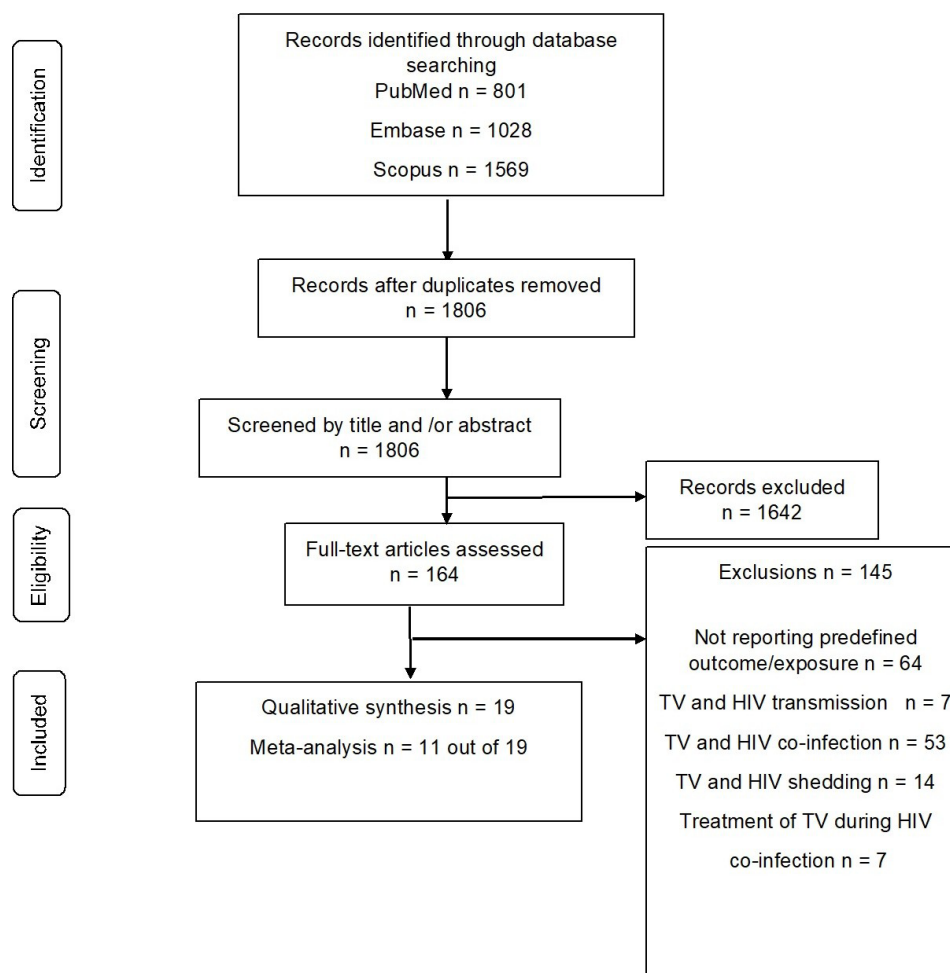 Identification
Records identified through database
searching
PubMed n = 801
Embase n = 1028
Scopus n = 1569
Screening
Records after duplicates removed
n = 1806
Screened by title and /or abstract
n = 1806
Records excluded
n = 1642
Eligibility
Full-text articles assessed
n = 164
Exclusions n = 145
Not reporting predefined
outcome/exposure n = 64
TV and HIV transmission n = 7
TV and HIV co-infection n = 53
TV and HIV shedding n = 14
Treatment of TV during HIV
co-infection n = 7
Included
Qualitative synthesis n = 19
Meta-analysis n = 11 out of 19